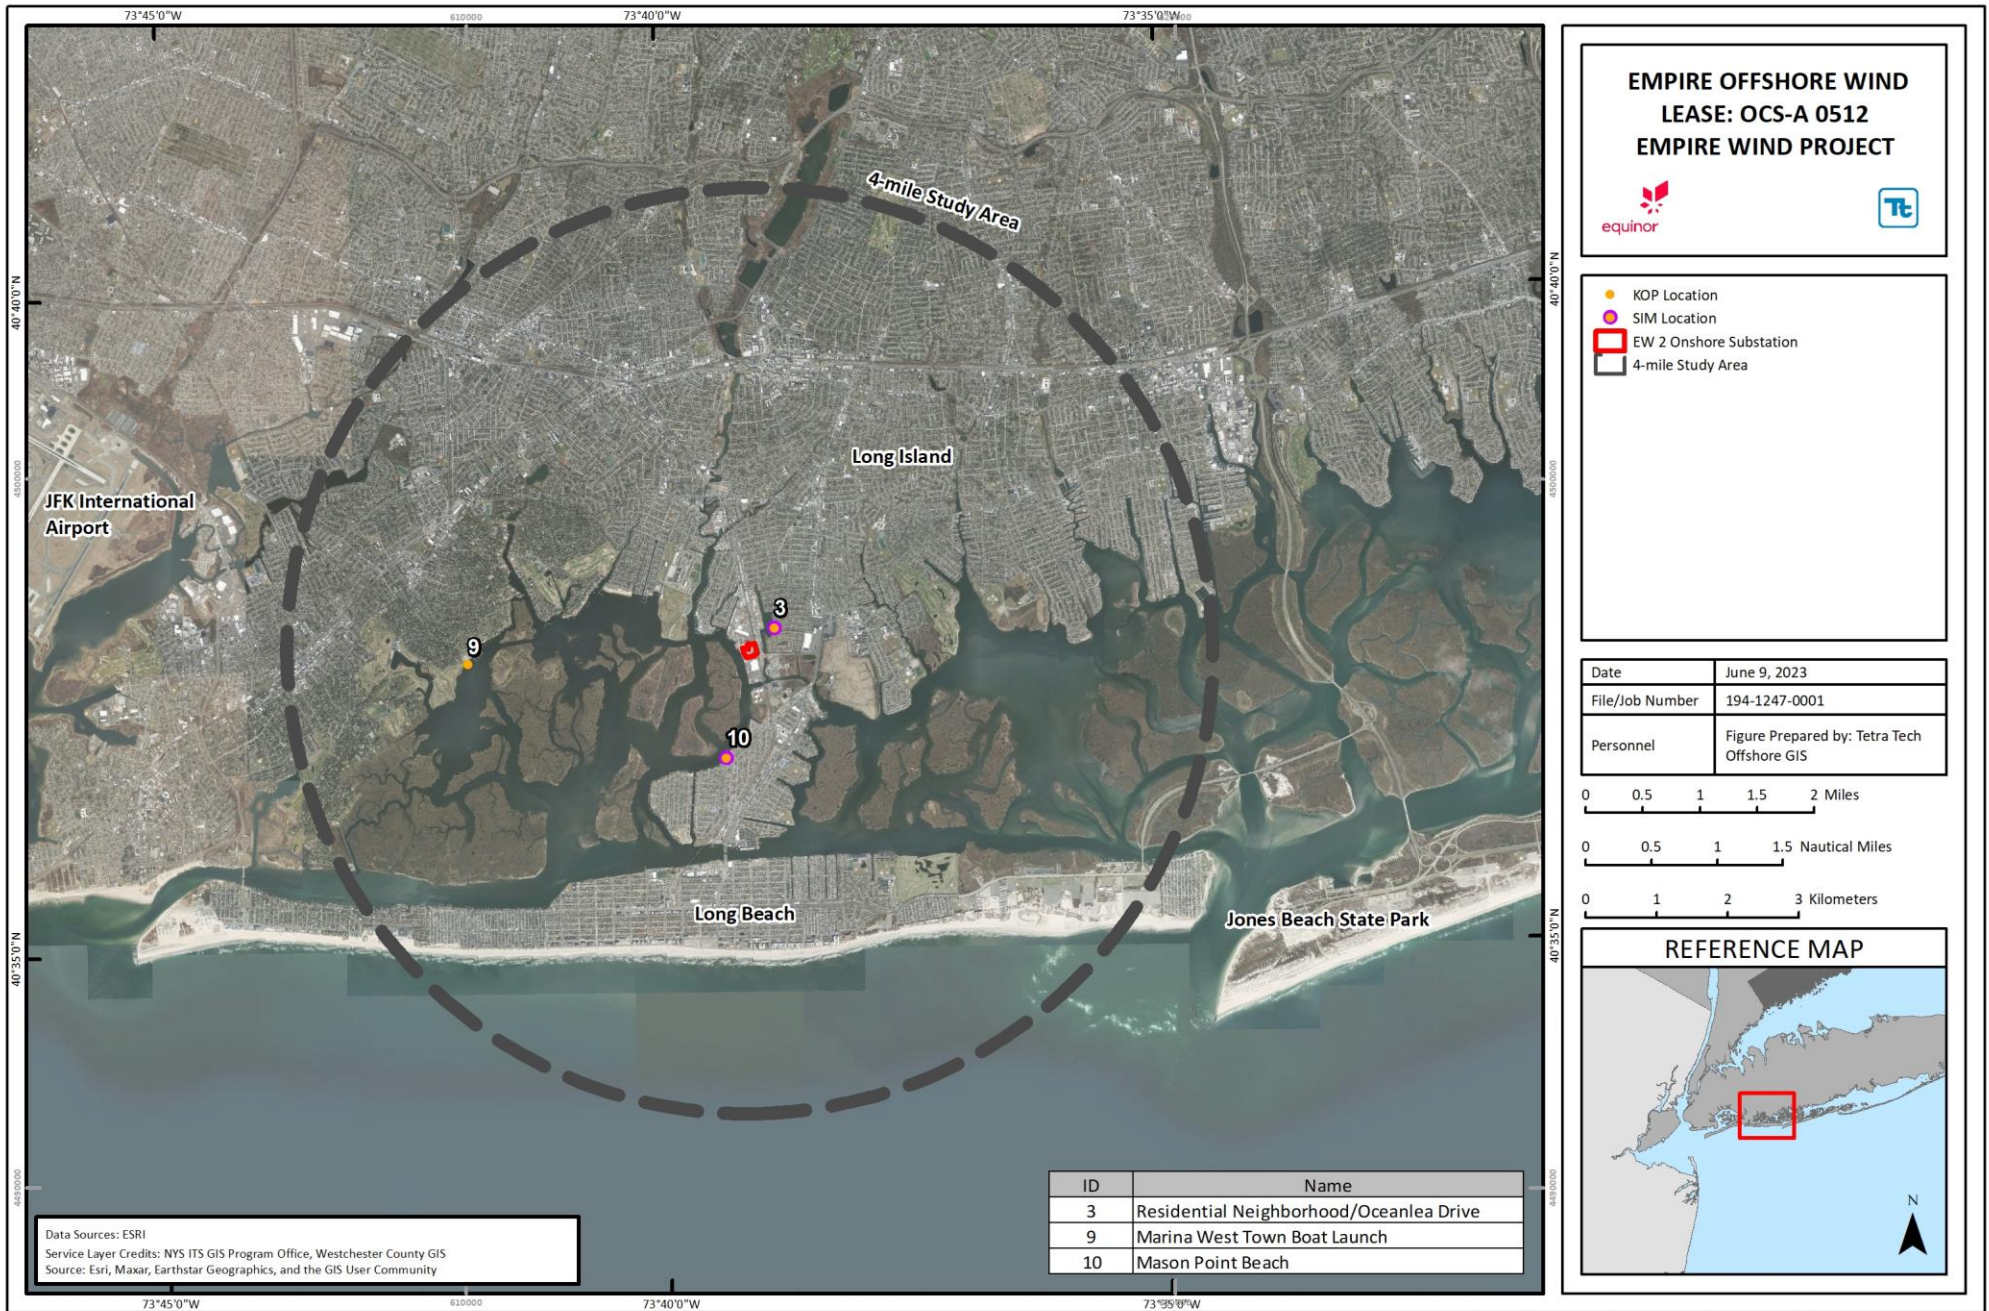 73°45'0"W
610000
73°40'0"W
73°35'0"W
40°40'0"N
40°40'0"N
4-mile Study Area
Long Island
JFK International
Airport
4500000
4500000
3
9
10
Long Beach
Jones Beach State Park
40°35'0"N
40°35'0"N
4490000
4490000
ID Name
3 Residential Neighborhood/Oceanlea Drive
9 Marina West Town Boat Launch
10 Mason Point Beach
Data Sources: ESRI
Service Layer Credits: NYS ITS GIS Program Office, Westchester County GIS
Source: Esri, Maxar, Earthstar Geographics, and the GIS User Community
73°45'0"W
610000
73°40'0"W
73°35'0"W
EMPIRE OFFSHORE WIND
LEASE: OCS-A 0512
EMPIRE WIND PROJECT
equinor
Tt
KOP Location
SIM Location
EW 2 Onshore Substation
4-mile Study Area
Date June 9, 2023
File/Job Number 194-1247-0001
Personnel Figure Prepared by: Tetra Tech
Offshore GIS
0 0.5 1 1.5 2 Miles
0 0.5 1 1.5 Nautical Miles
0 1 2 3 Kilometers
REFERENCE MAP
N